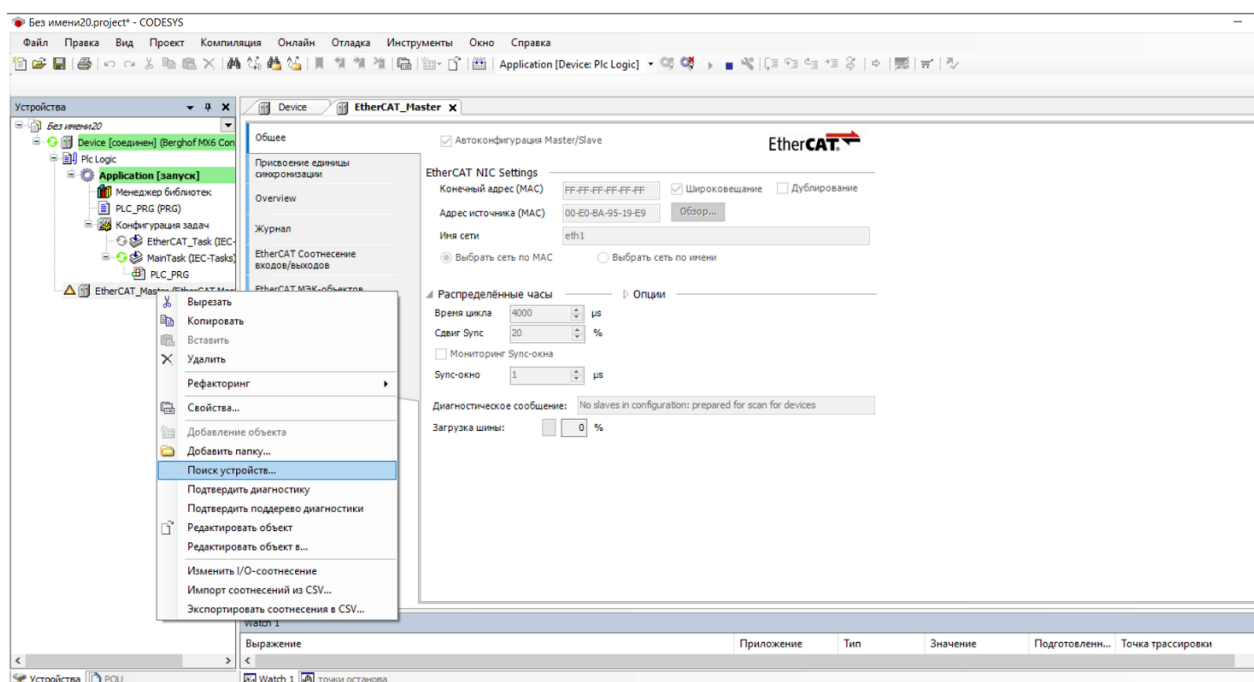 Без имени20.project* - CODESYS
Файл Правка Вид Проект Компиляция Онлайн Отладка Инструменты Окно Справка
Application [Device: Plc Logic]
Устройства
Device
EtherCAT_Master
Без имени20
Device [соединен] (Berghof MX6 Con
Plc Logic
Application [запуск]
Менеджер библиотек
PLC_PRG (PRG)
Конфигурация задач
EtherCAT_Task (IEC-
MainTask (IEC-Tasks)
PLC_PRG
EtherCAT_Master (EtherCAT Mas
Вырезать
Копировать
Вставить
Удалить
Рефакторинг
Свойства...
Добавление объекта
Добавить папку...
Поиск устройств...
Подтвердить диагностику
Подтвердить поддерево диагностики
Редактировать объект
Редактировать объект в...
Изменить I/O-соотнесение
Импорт соотнесений из CSV...
Экспортировать соотнесения в CSV...
Общее
Присвоение единицы
синхронизации
Overview
Журнал
EtherCAT Соотнесение
входов/выходов
EtherCAT МЭК-объектов
Автоконфигурация Master/Slave
EtherCAT.
EtherCAT NIC Settings
Конечный адрес (MAC) FF-FF-FF-FF-FF-FF Широковещание Дублирование
Адрес источника (MAC) 00-E0-BA-95-19-E9 Обзор...
Имя сети eth1
Выбрать сеть по MAC Выбрать сеть по имени
Распределённые часы Опции
Время цикла 4000 µs
Сдвиг Sync 20 %
Мониторинг Sync-окна
Sync-окно 1 µs
Диагностическое сообщение: No slaves in configuration: prepared for scan for devices
Загрузка шины: 0 %
Watch 1
Выражение Приложение Тип Значение Подготовленн... Точка трассировки
Устройства POU
Watch 1 точки останова